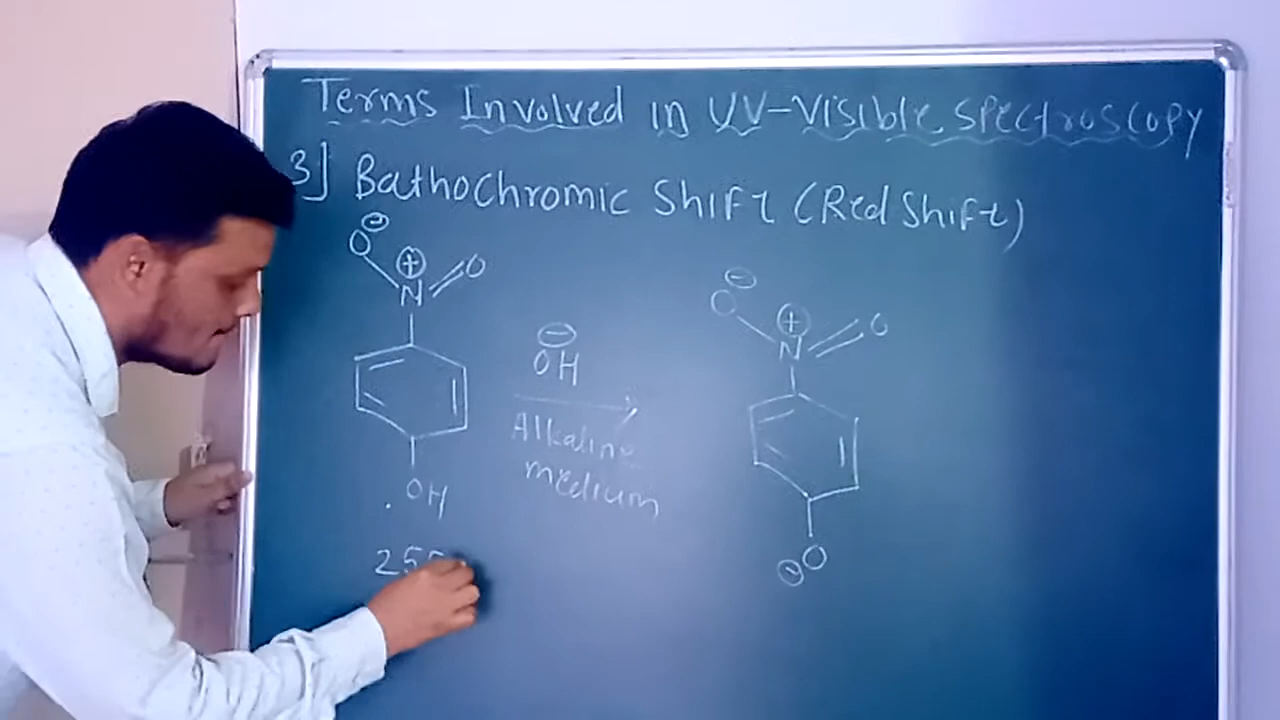 Terms Involved in UV-Visible Spectroscopy
3] Bathochromic Shift (Red Shift)
O⊖ N⊕ O
OH⊖
Alkaline
medium
OH
O⊖ N⊕ O
O⊖